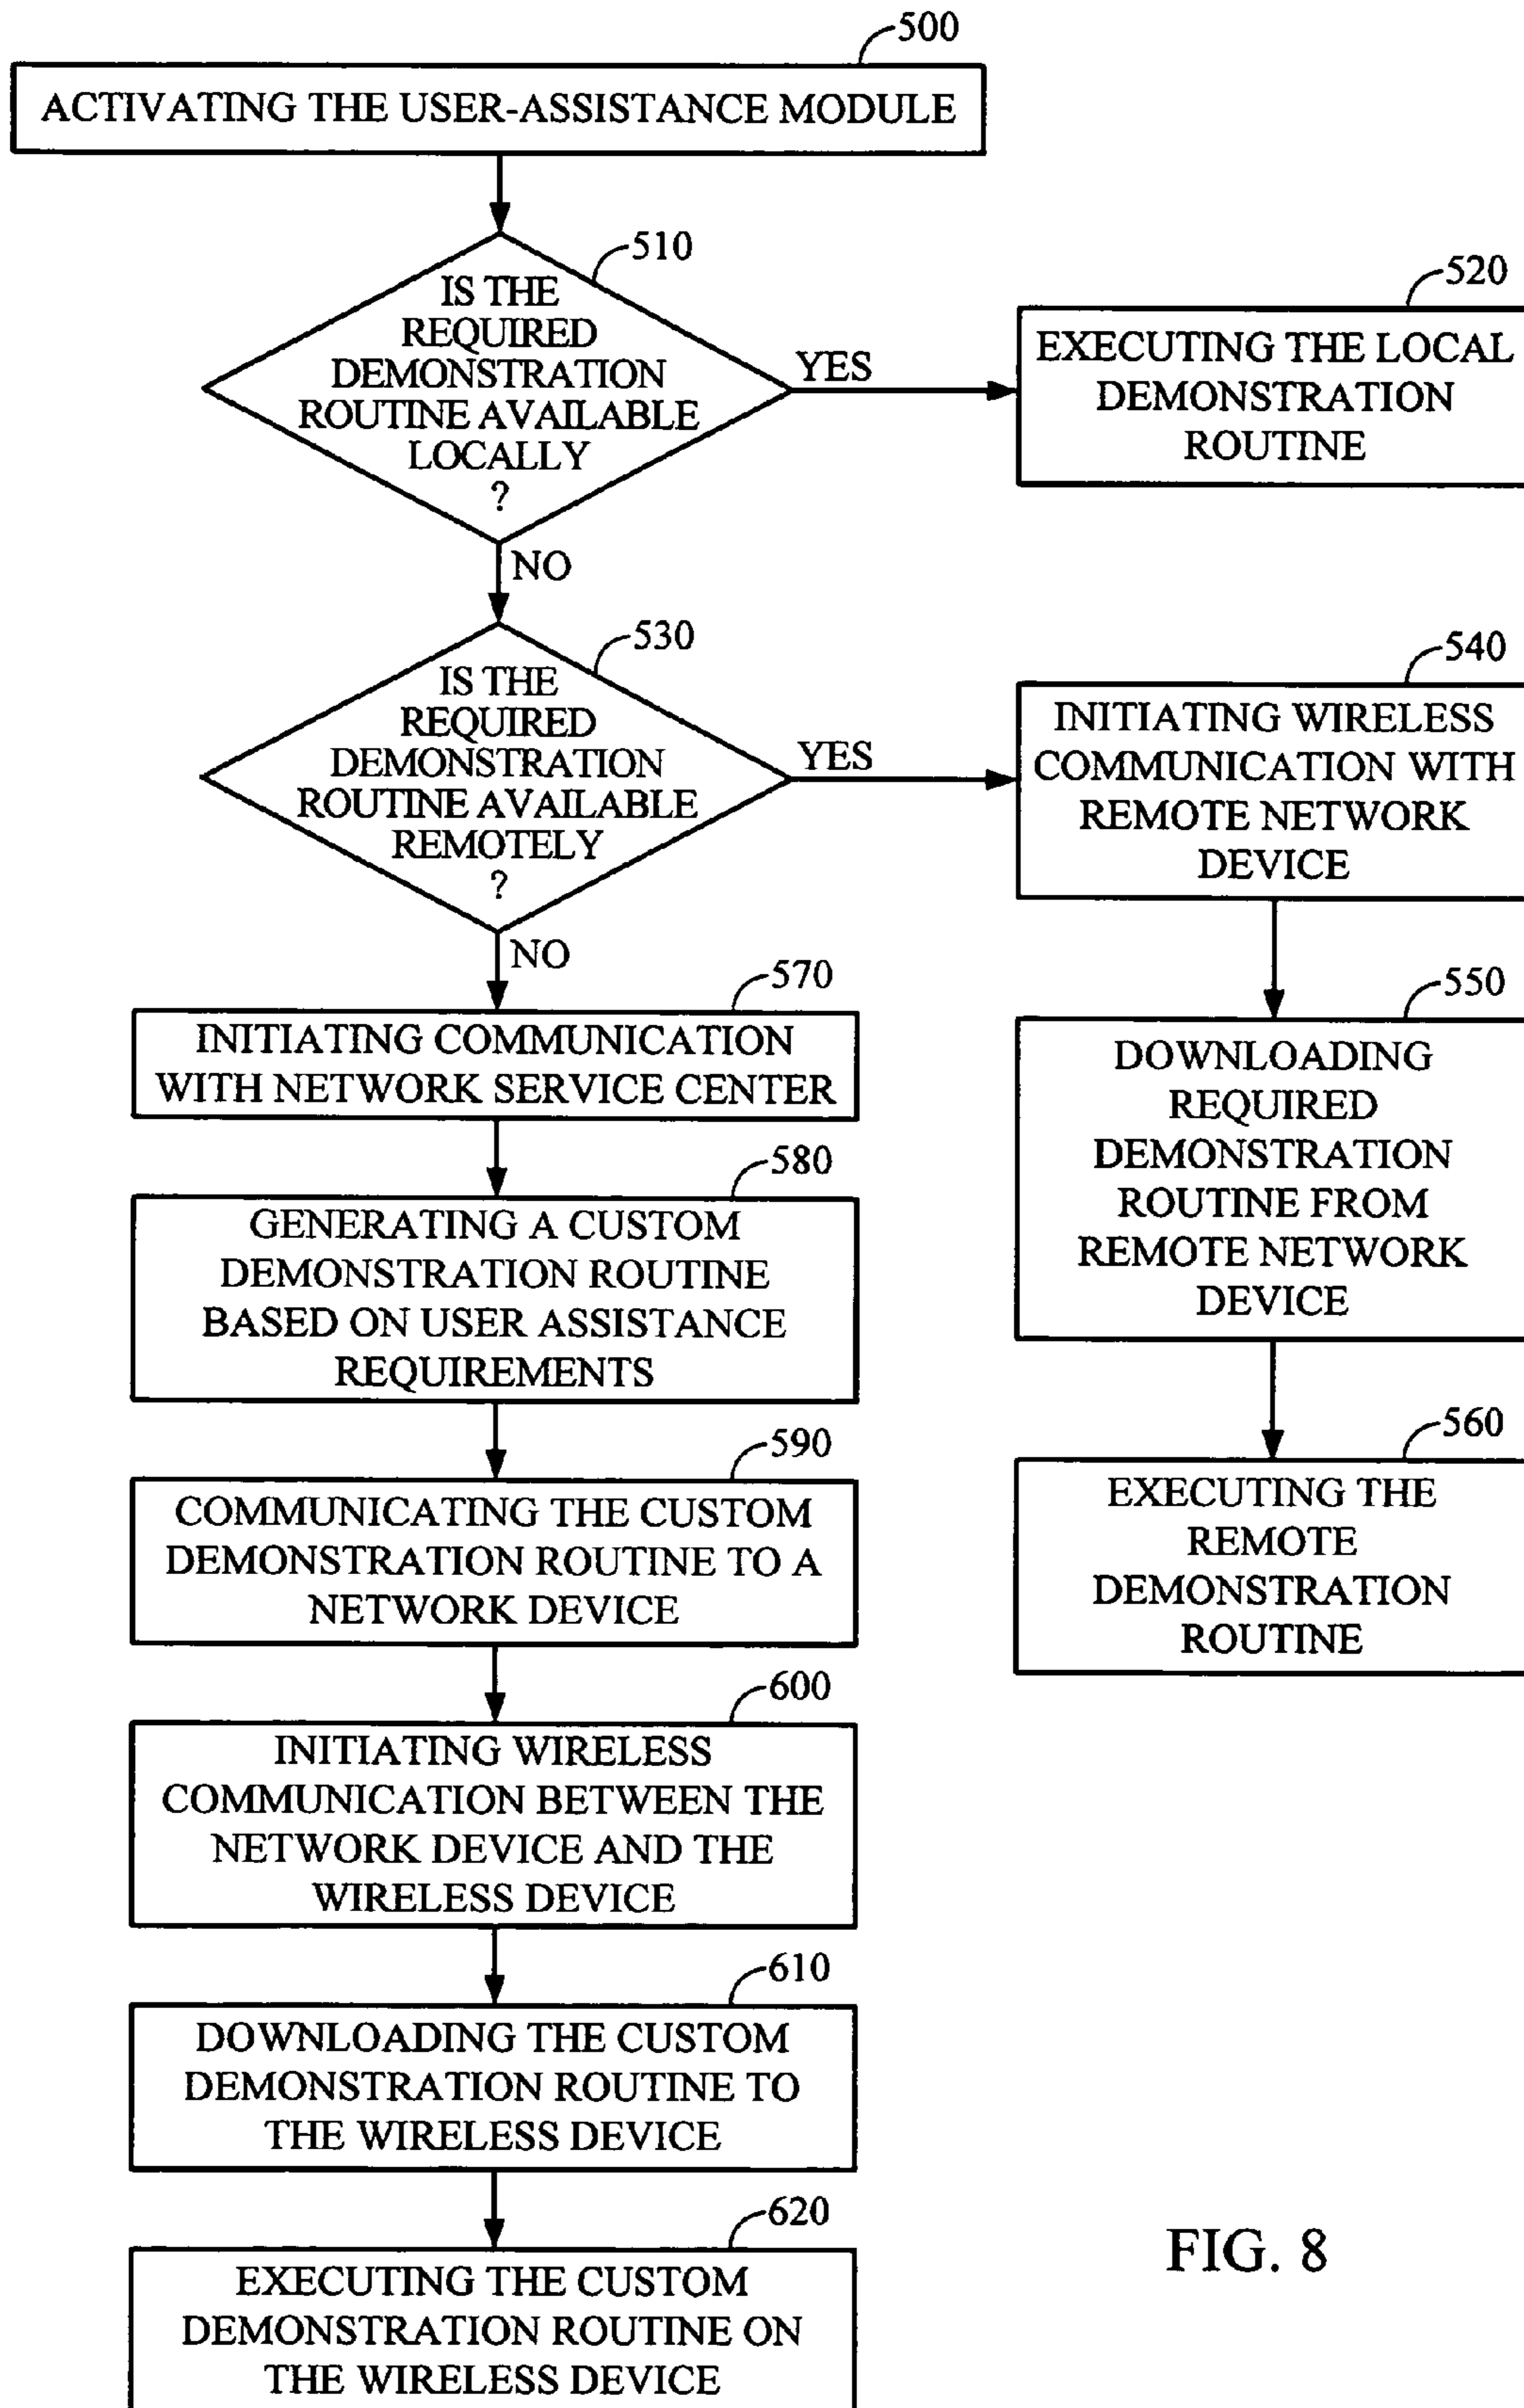 500
ACTIVATING THE USER-ASSISTANCE MODULE
510
IS THE
REQUIRED
DEMONSTRATION
ROUTINE AVAILABLE
LOCALLY
?
YES
520
EXECUTING THE LOCAL
DEMONSTRATION
ROUTINE
NO
530
IS THE
REQUIRED
DEMONSTRATION
ROUTINE AVAILABLE
REMOTELY
?
YES
540
INITIATING WIRELESS
COMMUNICATION WITH
REMOTE NETWORK
DEVICE
550
DOWNLOADING
REQUIRED
DEMONSTRATION
ROUTINE FROM
REMOTE NETWORK
DEVICE
560
EXECUTING THE
REMOTE
DEMONSTRATION
ROUTINE
NO
570
INITIATING COMMUNICATION
WITH NETWORK SERVICE CENTER
580
GENERATING A CUSTOM
DEMONSTRATION ROUTINE
BASED ON USER ASSISTANCE
REQUIREMENTS
590
COMMUNICATING THE CUSTOM
DEMONSTRATION ROUTINE TO A
NETWORK DEVICE
600
INITIATING WIRELESS
COMMUNICATION BETWEEN THE
NETWORK DEVICE AND THE
WIRELESS DEVICE
610
DOWNLOADING THE CUSTOM
DEMONSTRATION ROUTINE TO
THE WIRELESS DEVICE
620
EXECUTING THE CUSTOM
DEMONSTRATION ROUTINE ON
THE WIRELESS DEVICE
FIG. 8